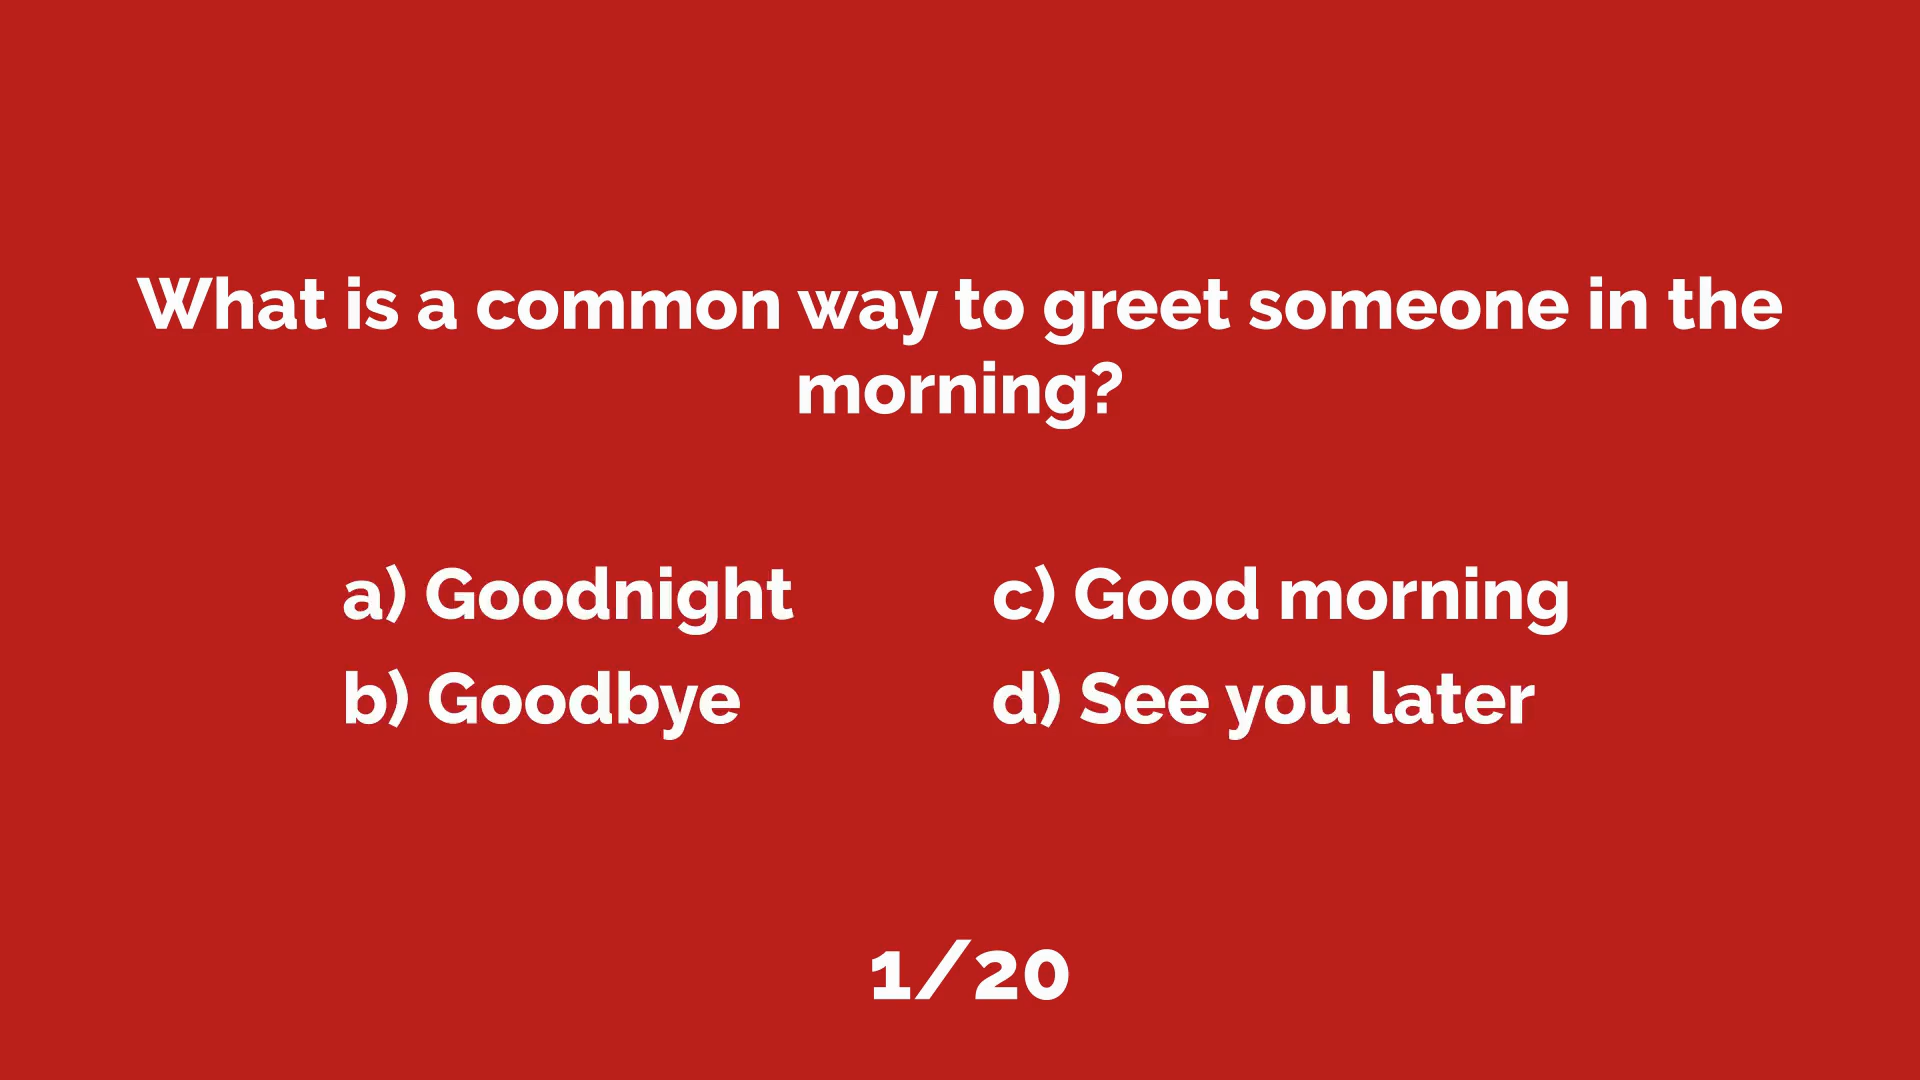 What is a common way to greet someone in the
morning?
a) Goodnight
b) Goodbye
c) Good morning
d) See you later
1/20